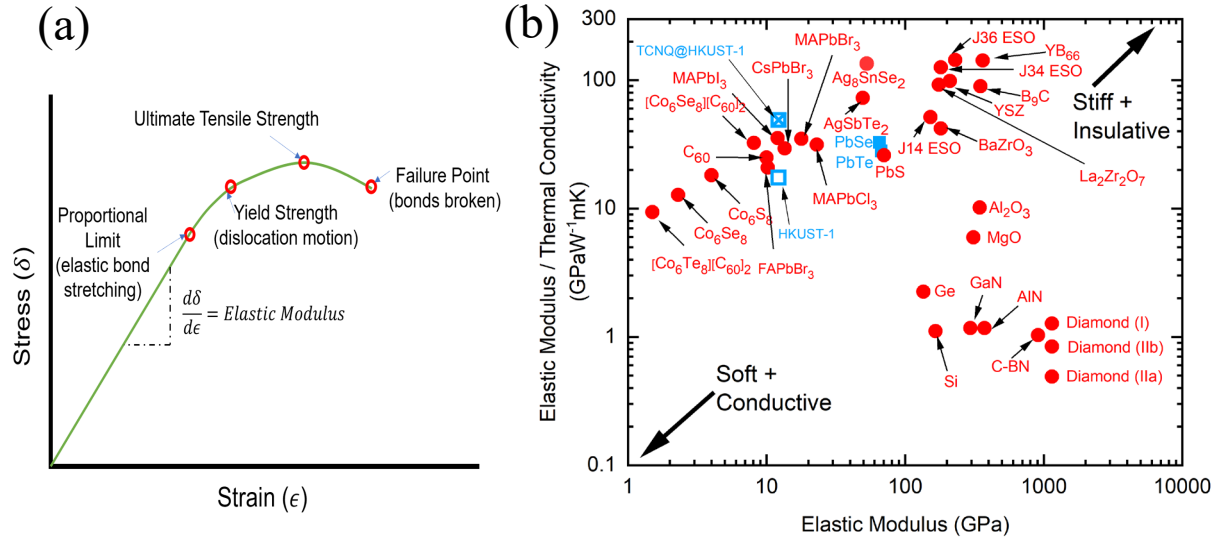 (a)
Ultimate Tensile Strength
Failure Point
(bonds broken)
Proportional
Limit
(elastic bond
stretching)
Yield Strength
(dislocation motion)
dδ
dϵ
= Elastic Modulus
Stress (δ)
Strain (ϵ)
(b)
Elastic Modulus / Thermal Conductivity
(GPaW⁻¹mK)
300
100
10
1
0.1
1
10
100
1000
10000
Elastic Modulus (GPa)
TCNQ@HKUST-1
MAPbBr₃
CsPbBr₃
MAPbI₃
[Co₆Se₈][C₆₀]₂
C₆₀
Co₆S₈
Co₆Se₈
[Co₆Te₈][C₆₀]₂
FAPbBr₃
HKUST-1
MAPbCl₃
Ag₈SnSe₂
AgSbTe₂
PbSe
PbTe
PbS
J36 ESO
YB₆₆
J34 ESO
B₉C
YSZ
J14 ESO
BaZrO₃
La₂Zr₂O₇
Stiff +
Insulative
Al₂O₃
MgO
Ge
GaN
AlN
Si
C-BN
Diamond (I)
Diamond (IIb)
Diamond (IIa)
Soft +
Conductive